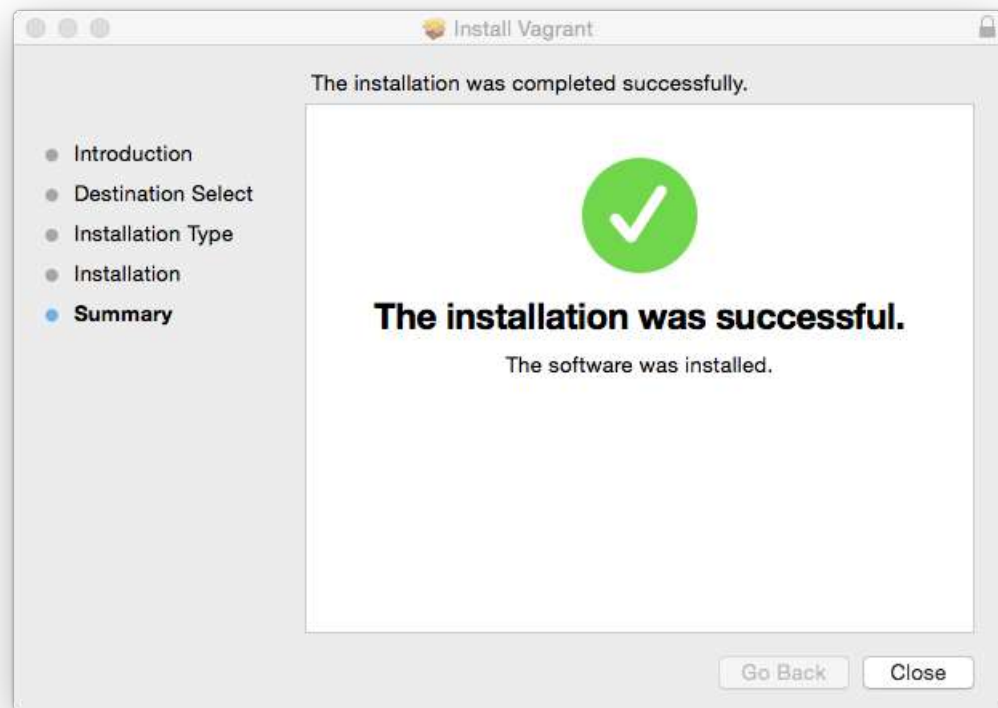 Install Vagrant
The installation was completed successfully.
Introduction
Destination Select
Installation Type
Installation
Summary
The installation was successful.
The software was installed.
Go Back
Close